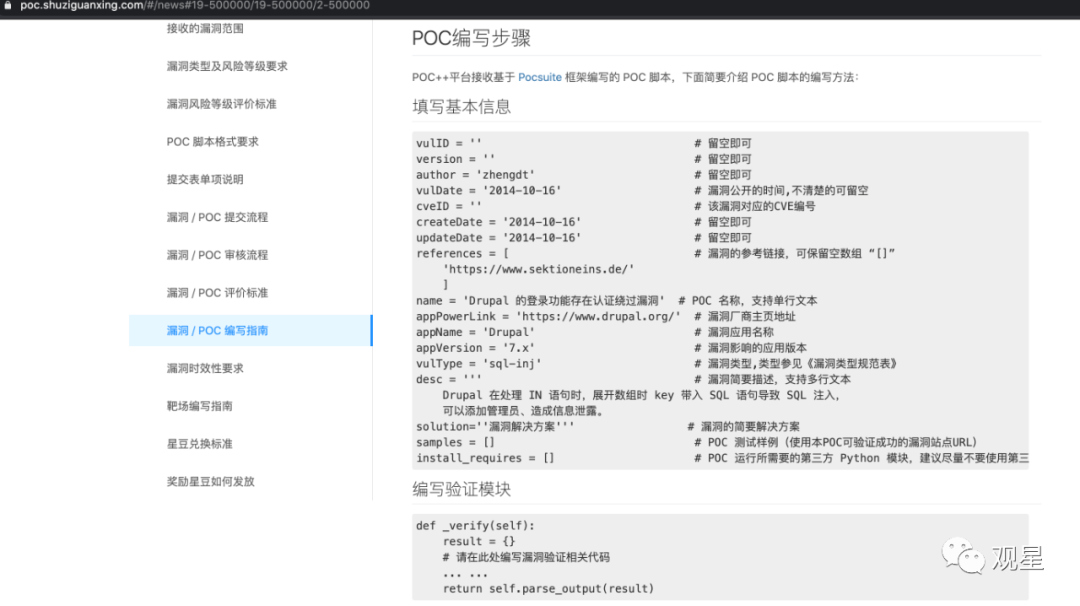 poc.shuziguanxing.com/#/news#19-500000/19-500000/2-500000
接收的漏洞范围
漏洞类型及风险等级要求
漏洞风险等级评价标准
POC 脚本格式要求
提交表单项说明
漏洞 / POC 提交流程
漏洞 / POC 审核流程
漏洞 / POC 评价标准
漏洞 / POC 编写指南
漏洞时效性要求
靶场编写指南
星豆兑换标准
奖励星豆如何发放
POC编写步骤
POC++平台接收基于 Pocsuite 框架编写的 POC 脚本，下面简要介绍 POC 脚本的编写方法：
填写基本信息
vulID = '' # 留空即可
version = '' # 留空即可
author = 'zhengdt' # 留空即可
vulDate = '2014-10-16' # 漏洞公开的时间,不清楚的可留空
cveID = '' # 该漏洞对应的CVE编号
createDate = '2014-10-16' # 留空即可
updateDate = '2014-10-16' # 留空即可
references = [ # 漏洞的参考链接，可保留空数组 “[]”
'https://www.sektioneins.de/'
]
name = 'Drupal 的登录功能存在认证绕过漏洞' # POC 名称，支持单行文本
appPowerLink = 'https://www.drupal.org/' # 漏洞厂商主页地址
appName = 'Drupal' # 漏洞应用名称
appVersion = '7.x' # 漏洞影响的应用版本
vulType = 'sql-inj' # 漏洞类型,类型参见《漏洞类型规范表》
desc = ''' # 漏洞简要描述，支持多行文本
Drupal 在处理 IN 语句时，展开数组时 key 带入 SQL 语句导致 SQL 注入，
可以添加管理员、造成信息泄露。
solution=''漏洞解决方案''' # 漏洞的简要解决方案
samples = [] # POC 测试样例（使用本POC可验证成功的漏洞站点URL）
install_requires = [] # POC 运行所需要的第三方 Python 模块，建议尽量不要使用第三
编写验证模块
def _verify(self):
result = {}
# 请在此处编写漏洞验证相关代码
... ...
return self.parse_output(result)
观星